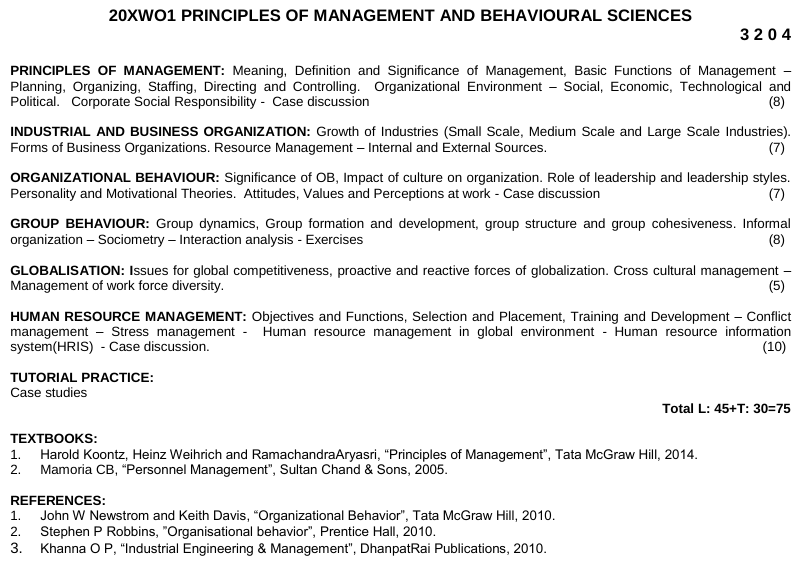 20XWO1 PRINCIPLES OF MANAGEMENT AND BEHAVIOURAL SCIENCES
3 2 0 4
PRINCIPLES OF MANAGEMENT: Meaning, Definition and Significance of Management, Basic Functions of Management –
Planning, Organizing, Staffing, Directing and Controlling. Organizational Environment – Social, Economic, Technological and
Political. Corporate Social Responsibility - Case discussion (8)
INDUSTRIAL AND BUSINESS ORGANIZATION: Growth of Industries (Small Scale, Medium Scale and Large Scale Industries).
Forms of Business Organizations. Resource Management – Internal and External Sources. (7)
ORGANIZATIONAL BEHAVIOUR: Significance of OB, Impact of culture on organization. Role of leadership and leadership styles.
Personality and Motivational Theories. Attitudes, Values and Perceptions at work - Case discussion (7)
GROUP BEHAVIOUR: Group dynamics, Group formation and development, group structure and group cohesiveness. Informal
organization – Sociometry – Interaction analysis - Exercises (8)
GLOBALISATION: Issues for global competitiveness, proactive and reactive forces of globalization. Cross cultural management –
Management of work force diversity. (5)
HUMAN RESOURCE MANAGEMENT: Objectives and Functions, Selection and Placement, Training and Development – Conflict
management – Stress management - Human resource management in global environment - Human resource information
system(HRIS) - Case discussion. (10)
TUTORIAL PRACTICE:
Case studies
Total L: 45+T: 30=75
TEXTBOOKS:
1. Harold Koontz, Heinz Weihrich and RamachandraAryasri, “Principles of Management”, Tata McGraw Hill, 2014.
2. Mamoria CB, “Personnel Management”, Sultan Chand & Sons, 2005.
REFERENCES:
1. John W Newstrom and Keith Davis, “Organizational Behavior”, Tata McGraw Hill, 2010.
2. Stephen P Robbins, ”Organisational behavior”, Prentice Hall, 2010.
3. Khanna O P, “Industrial Engineering & Management”, DhanpatRai Publications, 2010.